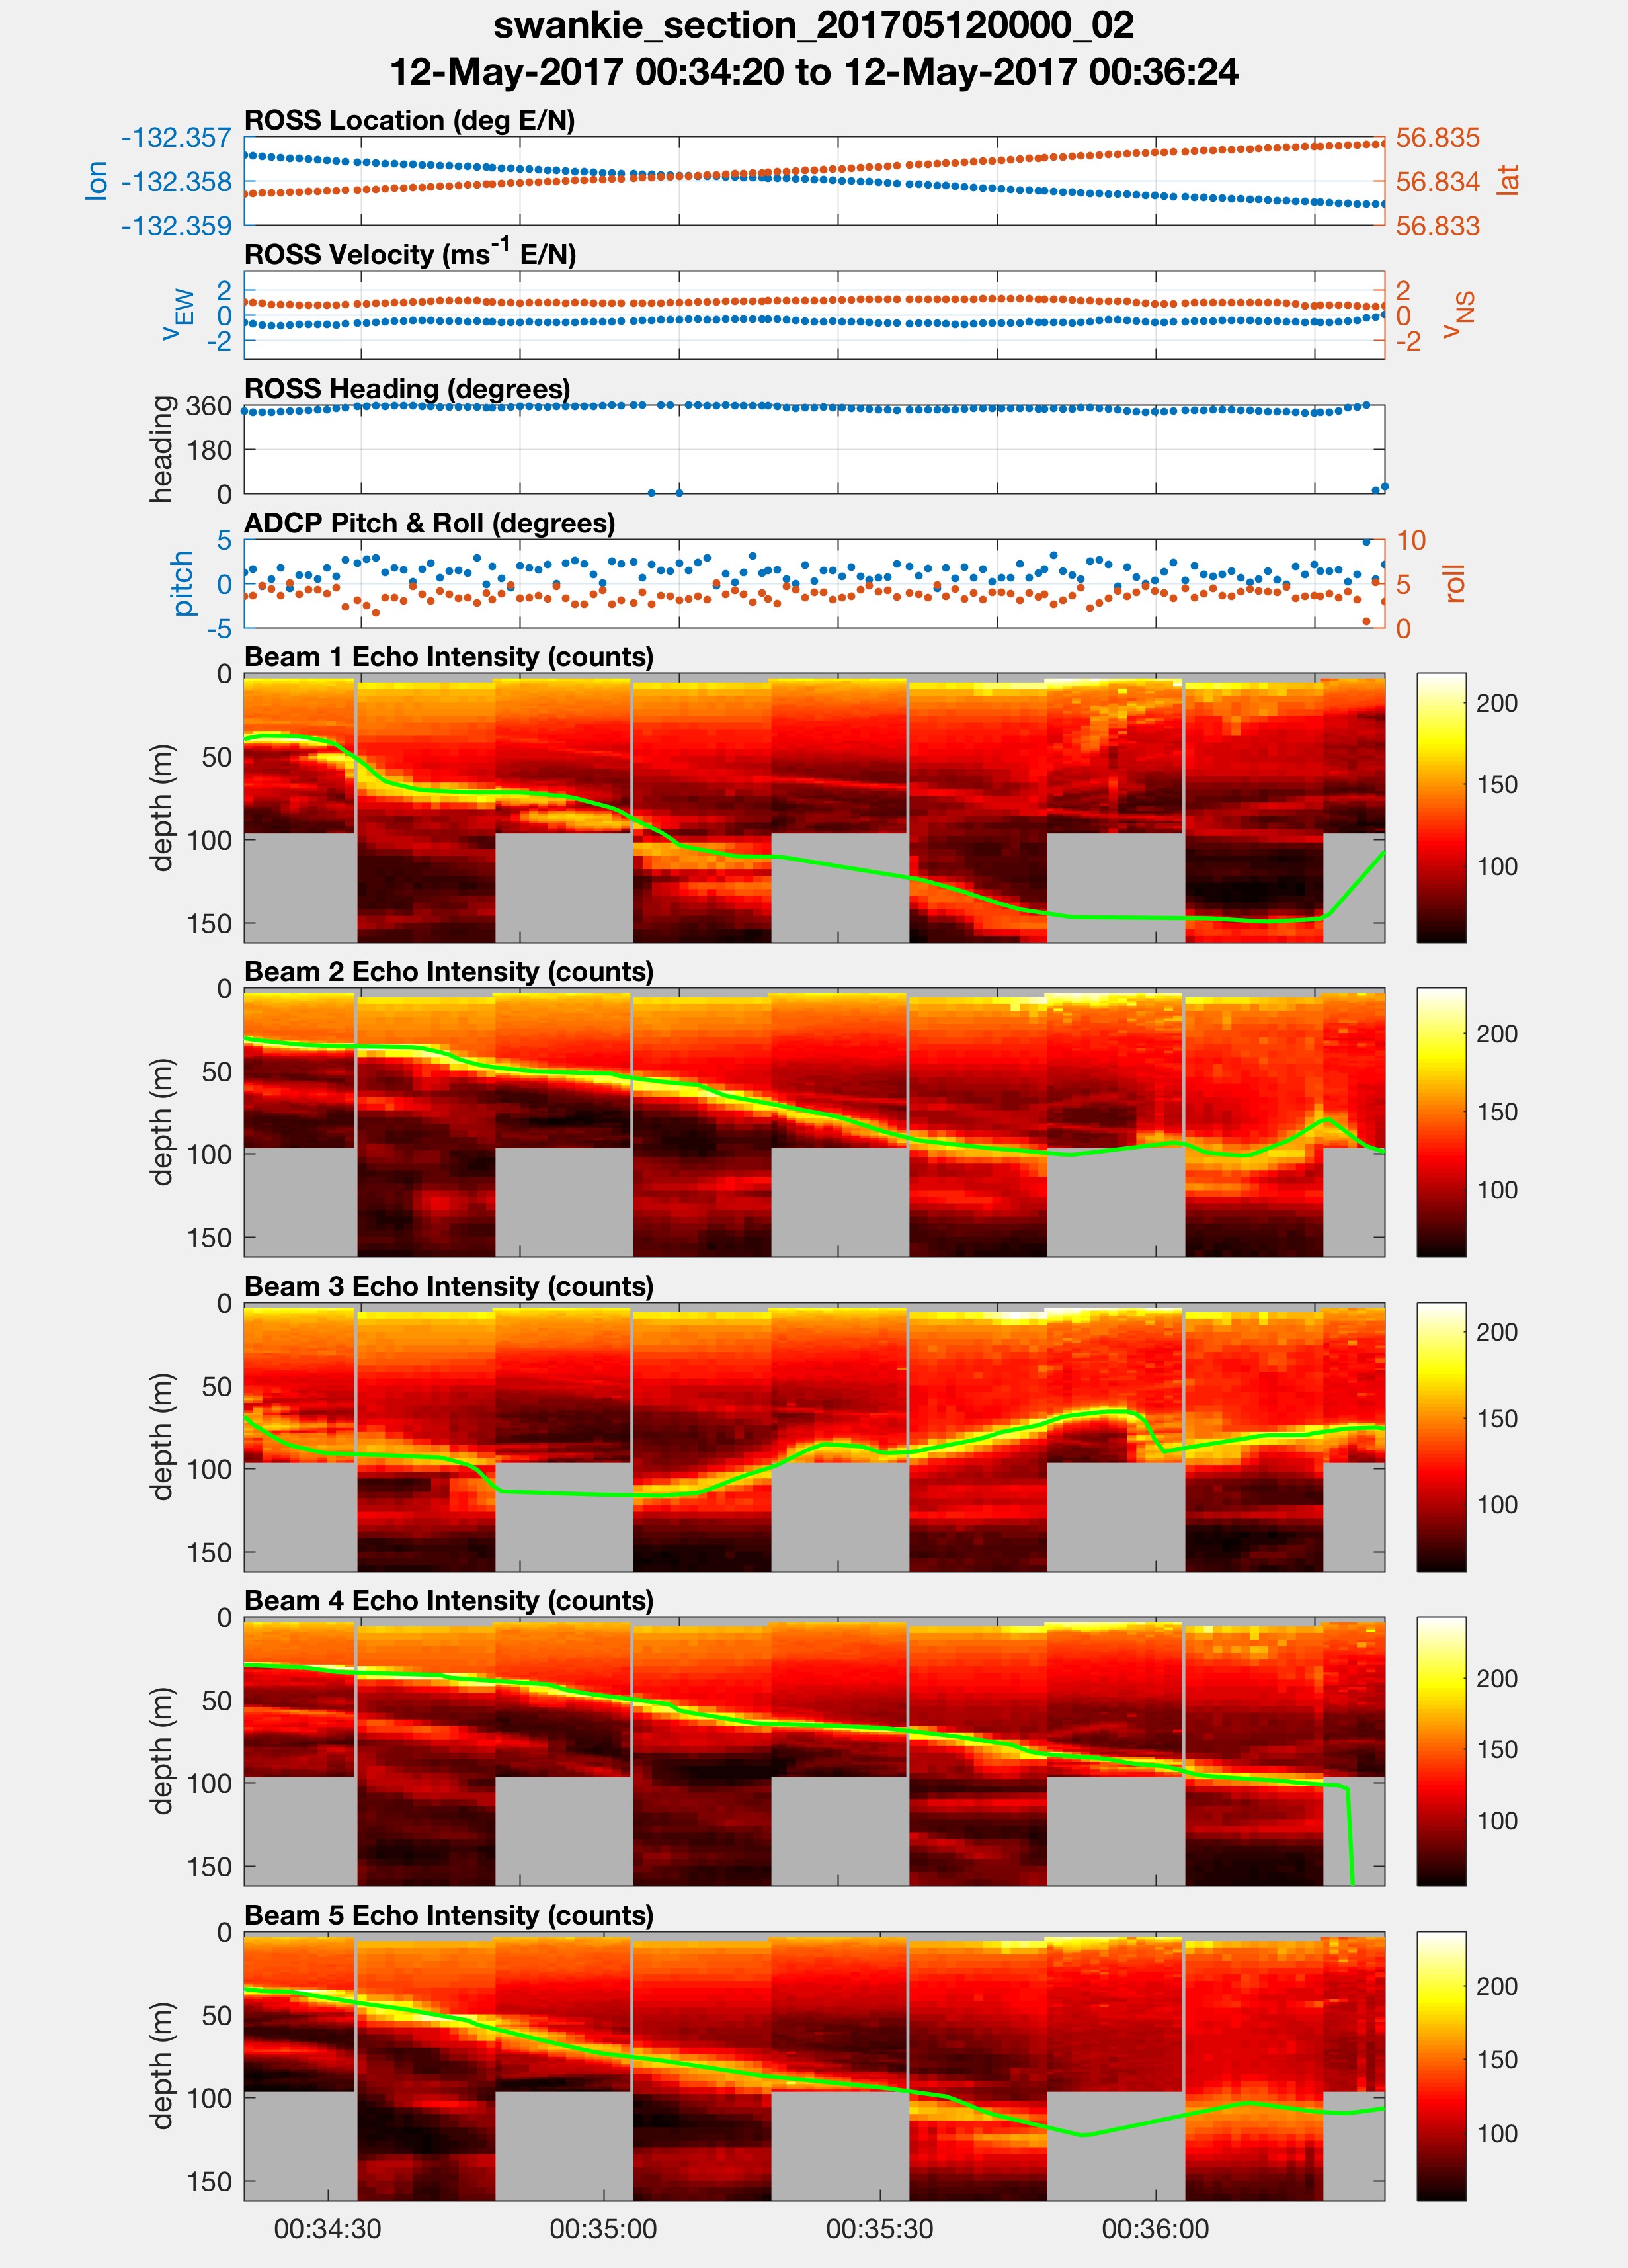 swankie_section_201705120000_02
12-May-2017 00:34:20 to 12-May-2017 00:36:24
ROSS Location (deg E/N)
-132.357
-132.358
-132.359
lon
56.835
56.834
56.833
lat
ROSS Velocity (ms-1 E/N)
2
0
-2
vEW
2
0
-2
vNS
ROSS Heading (degrees)
360
180
0
heading
ADCP Pitch & Roll (degrees)
5
0
-5
pitch
10
5
0
roll
Beam 1 Echo Intensity (counts)
0
50
100
150
depth (m)
200
150
100
Beam 2 Echo Intensity (counts)
0
50
100
150
depth (m)
200
150
100
Beam 3 Echo Intensity (counts)
0
50
100
150
depth (m)
200
150
100
Beam 4 Echo Intensity (counts)
0
50
100
150
depth (m)
200
150
100
Beam 5 Echo Intensity (counts)
0
50
100
150
depth (m)
200
150
100
00:34:30 00:35:00 00:35:30 00:36:00